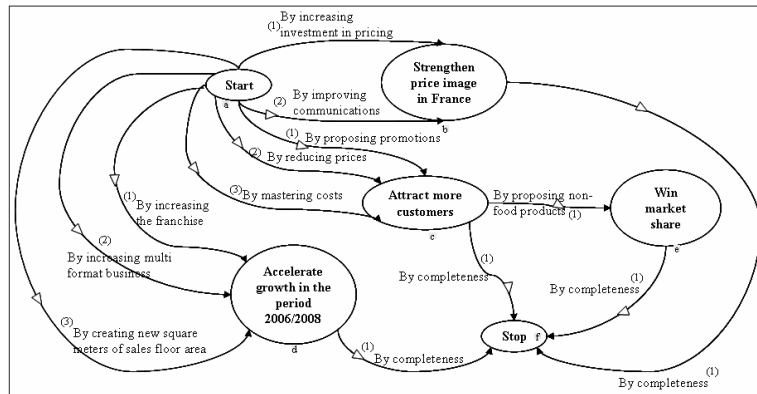 (1) By increasing
investment in pricing
Start
a
Strengthen
price image
in France
b
(2) By improving
communications
(1) By proposing promotions
(2) By reducing prices
(3) By mastering costs
Attract more
customers
c
By proposing non-
food products (1)
Win
market
share
e
(1)
By increasing
the franchise
(2)
By increasing multi
format business
Accelerate
growth in the
period
2006/2008
d
(3)
By creating new square
meters of sales floor area
(1)
By completeness
(1)
By completeness
Stop f
(1)
By completeness
(1)
By completeness